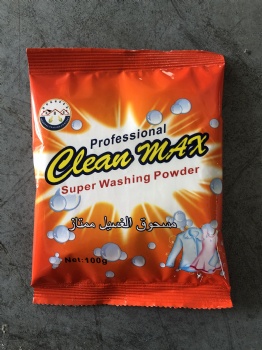 Professional
Clean MAX
Super Washing Powder
مسحوق الغسيل ممتاز
Net:100g